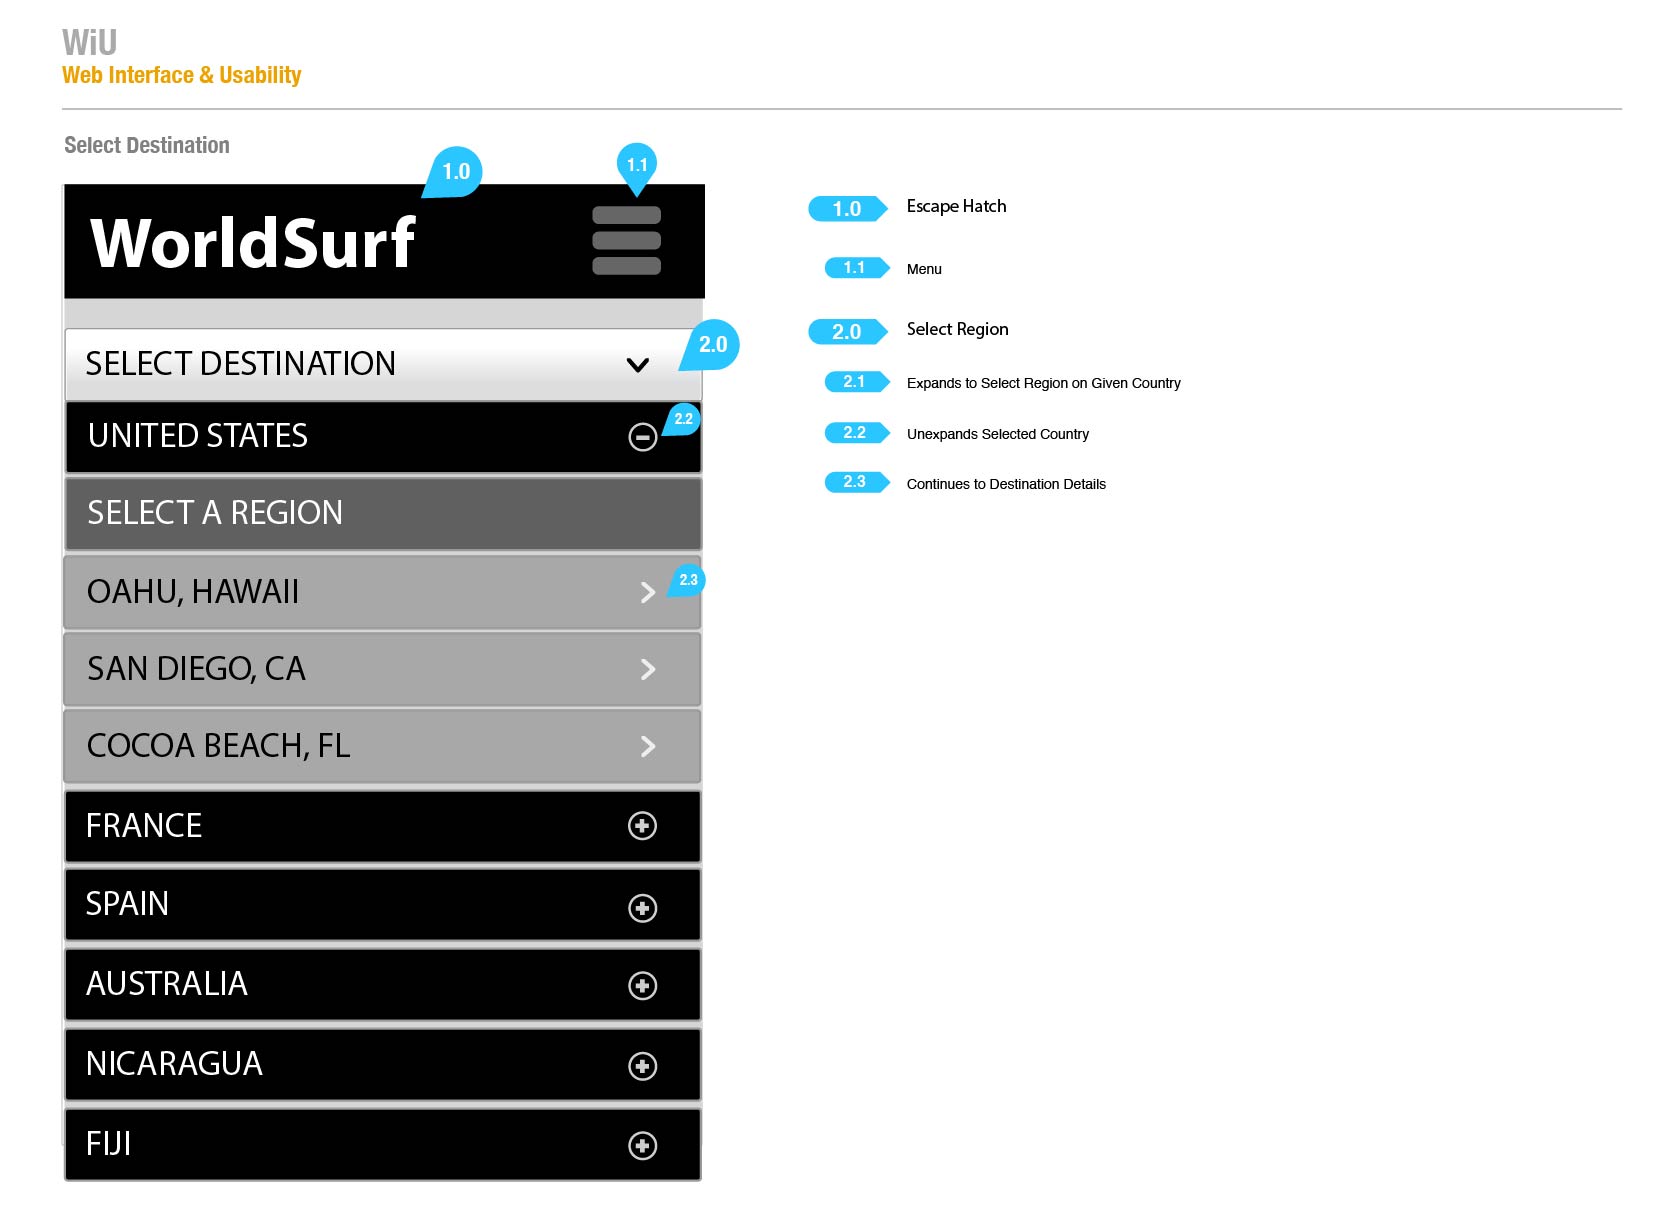 WiU
Web Interface & Usability
Select Destination
1.0
1.1
WorldSurf
SELECT DESTINATION
2.0
UNITED STATES
2.2
SELECT A REGION
OAHU, HAWAII
2.3
SAN DIEGO, CA
COCOA BEACH, FL
FRANCE
SPAIN
AUSTRALIA
NICARAGUA
FIJI
1.0 Escape Hatch
1.1 Menu
2.0 Select Region
2.1 Expands to Select Region on Given Country
2.2 Unexpands Selected Country
2.3 Continues to Destination Details